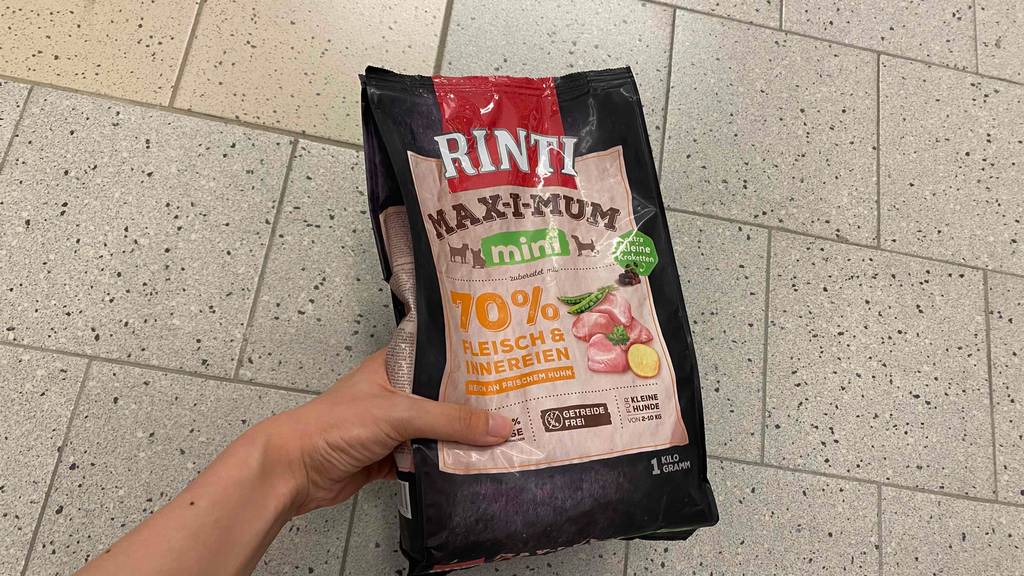 RINTI
MAX-I-MUM
mini
extra
kleine
Kroketten
zubereitet mit
70%
FLEISCH &
INNEREIEN
REICH AN FRISCHEM HUHN
GETREIDE
FREI
FÜR KLEINE
HUNDE
VON 2-10 KG
1 KILO
GRAMM